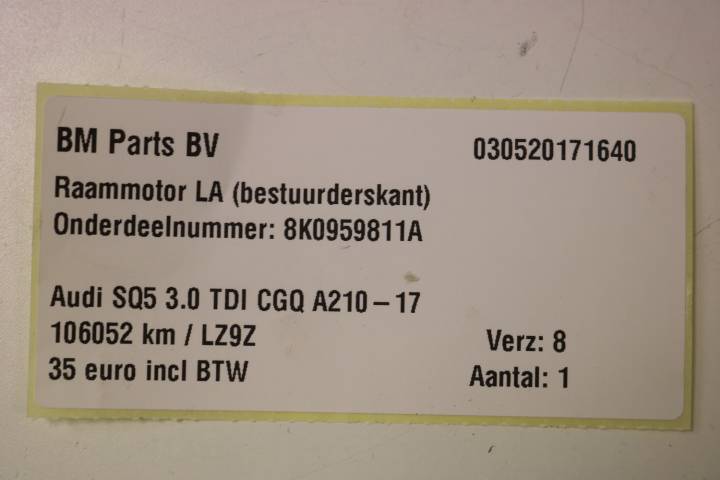 BM Parts BV 030520171640
Raammotor LA (bestuurderskant)
Onderdeelnummer: 8K0959811A
Audi SQ5 3.0 TDI CGQ A210 – 17
106052 km / LZ9Z Verz: 8
35 euro incl BTW Aantal: 1